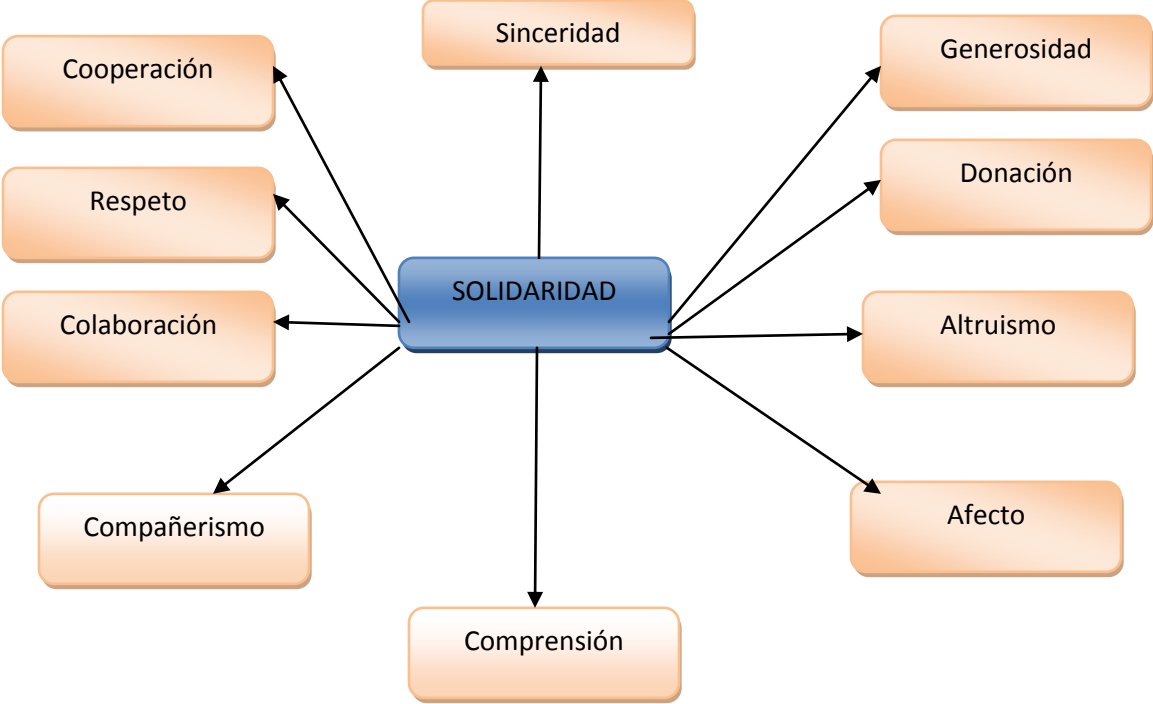 Sinceridad
Cooperación
Generosidad
Respeto
Donación
SOLIDARIDAD
Colaboración
Altruismo
Compañerismo
Afecto
Comprensión